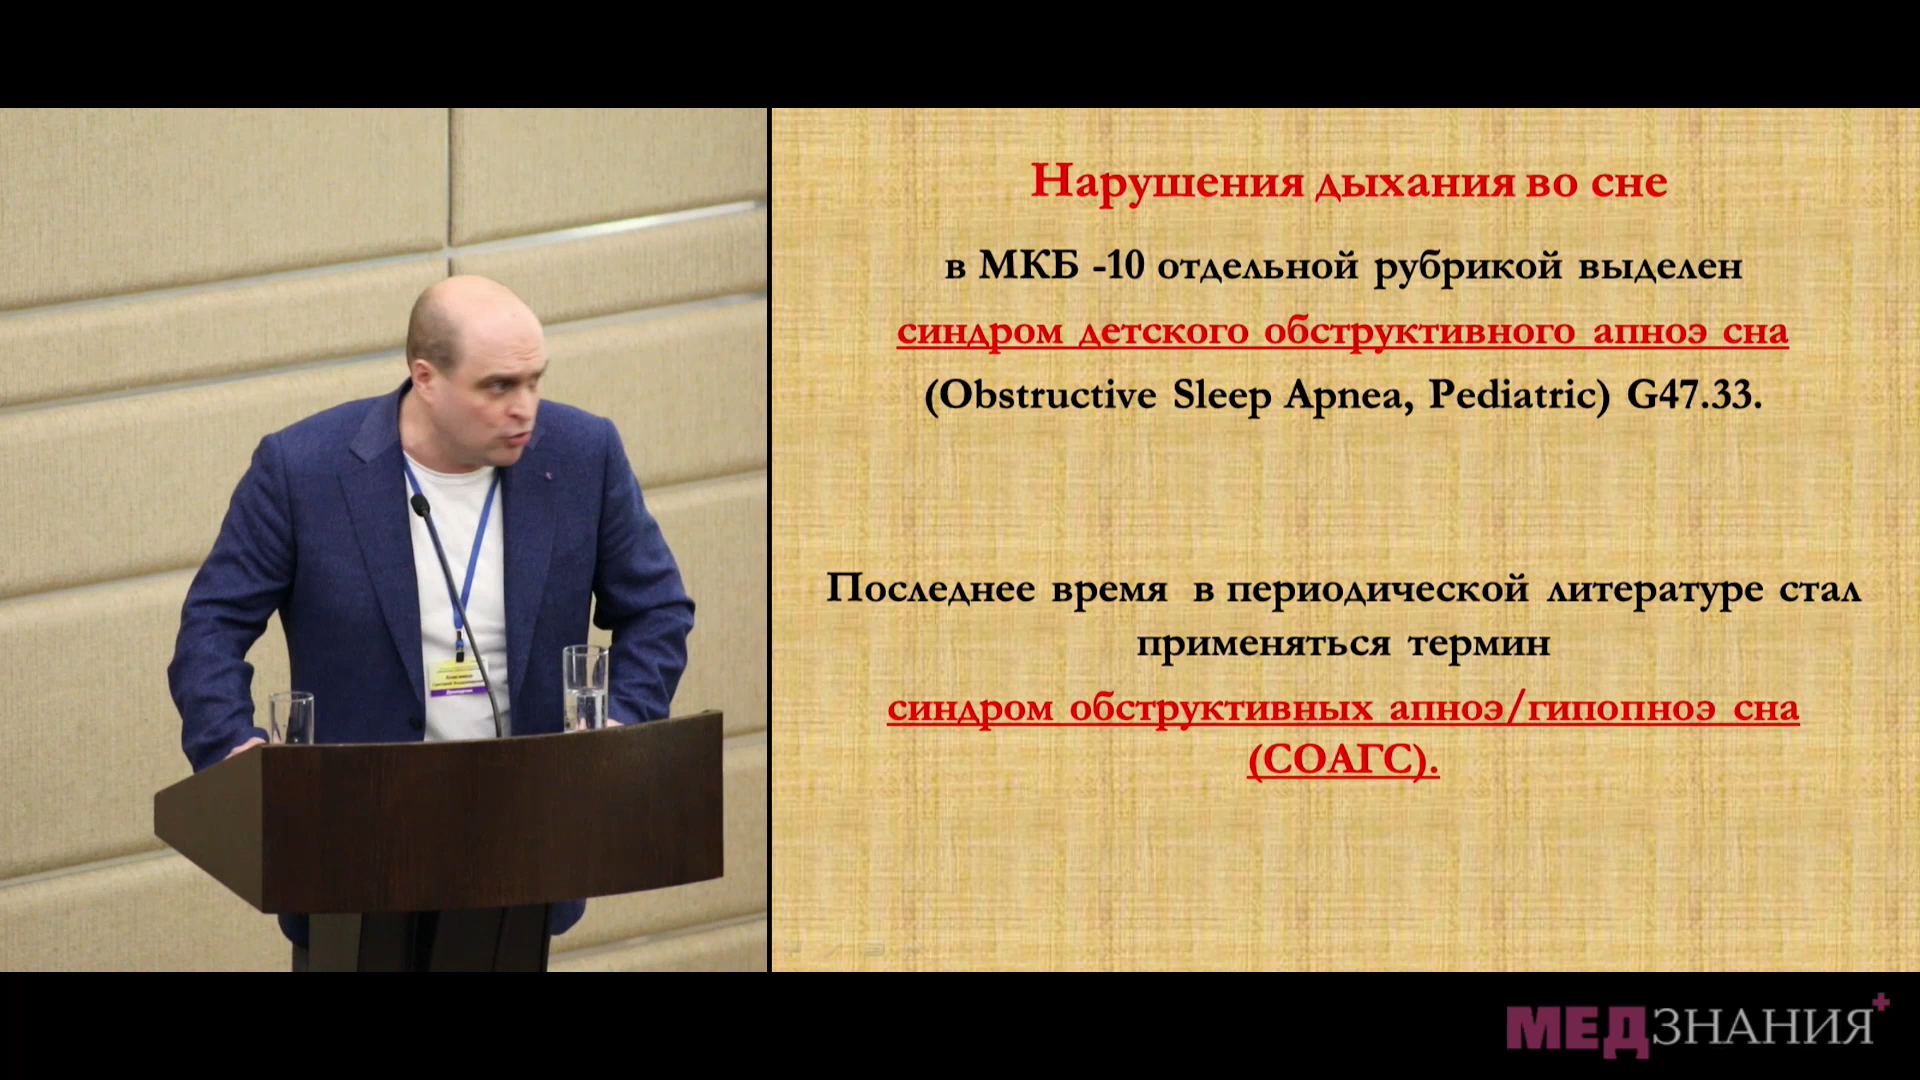 Нарушения дыхания во сне
в МКБ -10 отдельной рубрикой выделен
синдром детского обструктивного апноэ сна
(Obstructive Sleep Apnea, Pediatric) G47.33.
Последнее время в периодической литературе стал
применяться термин
синдром обструктивных апноэ/гипопноэ сна
(СОАГС).
МЕДЗНАНИЯ+